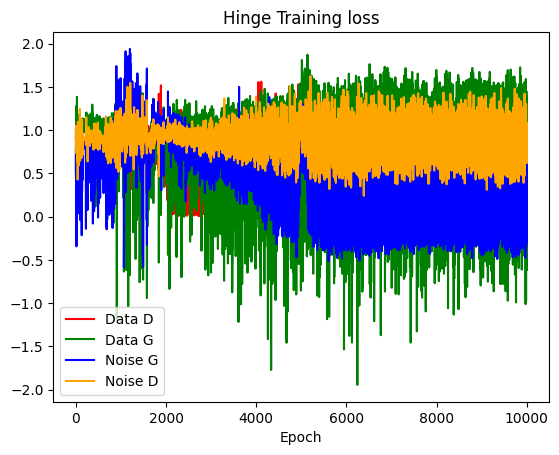 Hinge Training loss
2.0
1.5
1.0
0.5
0.0
-0.5
-1.0
-1.5
-2.0
Data D
Data G
Noise G
Noise D
0 2000 4000 6000 8000 10000
Epoch